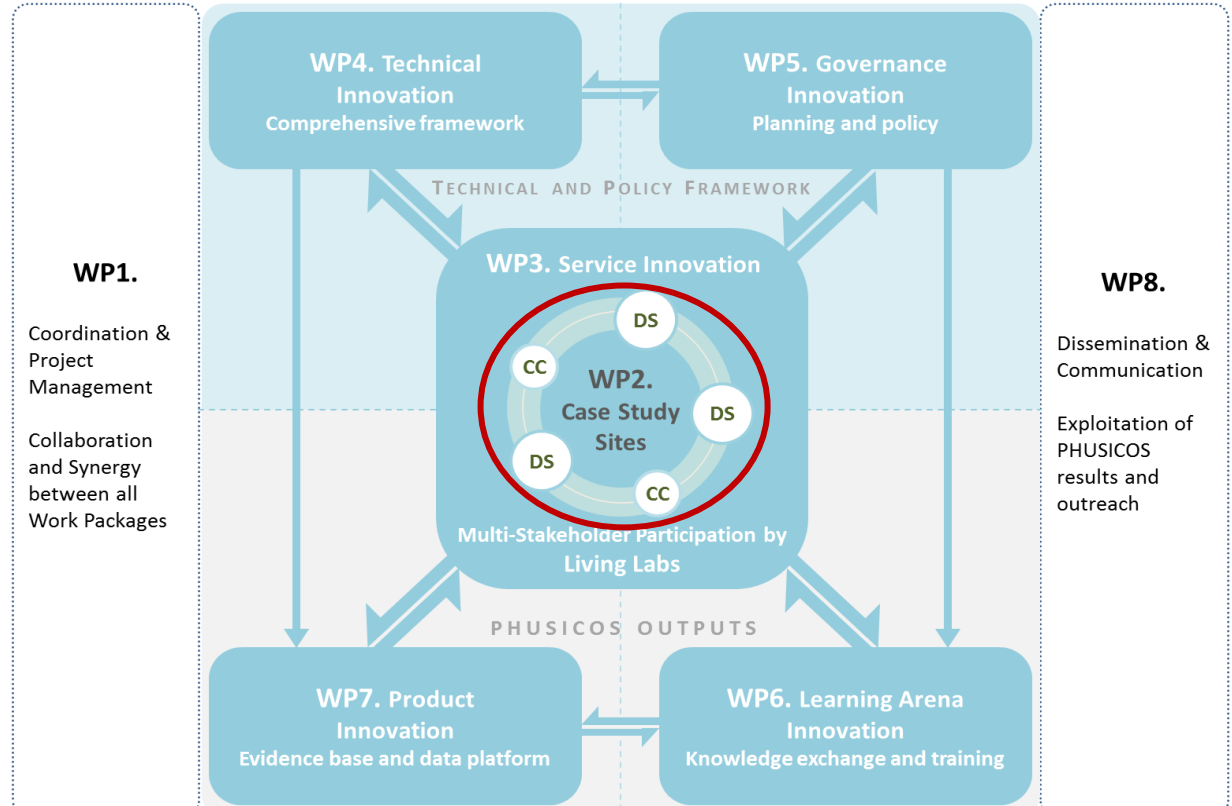 WP1.
Coordination &
Project
Management
Collaboration
and Synergy
between all
Work Packages
WP4. Technical
Innovation
Comprehensive framework
WP5. Governance
Innovation
Planning and policy
TECHNICAL AND POLICY FRAMEWORK
WP3. Service Innovation
DS
CC
WP2.
Case Study
Sites
DS
DS
CC
Multi-Stakeholder Participation by
Living Labs
PHUSICOS OUTPUTS
WP7. Product
Innovation
Evidence base and data platform
WP6. Learning Arena
Innovation
Knowledge exchange and training
WP8.
Dissemination &
Communication
Exploitation of
PHUSICOS
results and
outreach